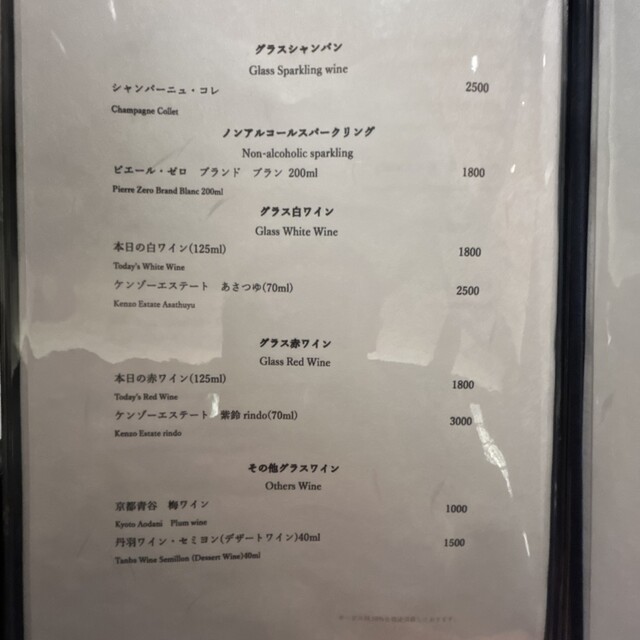 グラスシャンパン
Glass Sparkling wine
シャンパーニュ・コレ 2500
Champagne Collet
ノンアルコールスパークリング
Non-alcoholic sparkling
ピエール・ゼロ ブランド ブラン 200ml 1800
Pierre Zero Brand Blanc 200ml
グラス白ワイン
Glass White Wine
本日の白ワイン(125ml) 1800
Today's White Wine
ケンゾーエステート あさつゆ(70ml) 2500
Kenzo Estate Asathuyu
グラス赤ワイン
Glass Red Wine
本日の赤ワイン(125ml) 1800
Today's Red Wine
ケンゾーエステート 紫鈴 rindo(70ml) 3000
Kenzo Estate rindo
その他グラスワイン
Others Wine
京都青谷 梅ワイン 1000
Kyoto Aodani Plum wine
丹羽ワイン・セミヨン(デザートワイン)40ml 1500
Tanba Wine Semillon (Dessert Wine)40ml